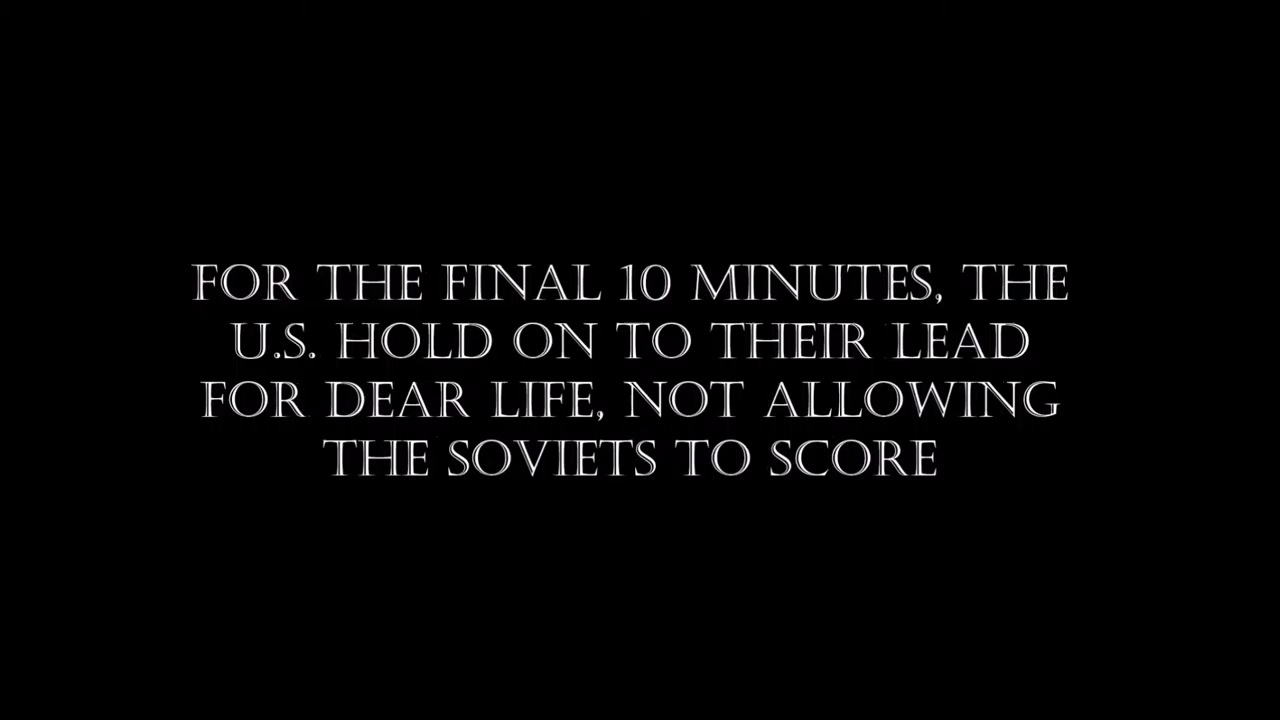 FOR THE FINAL 10 MINUTES, THE
U.S. HOLD ON TO THEIR LEAD
FOR DEAR LIFE, NOT ALLOWING
THE SOVIETS TO SCORE